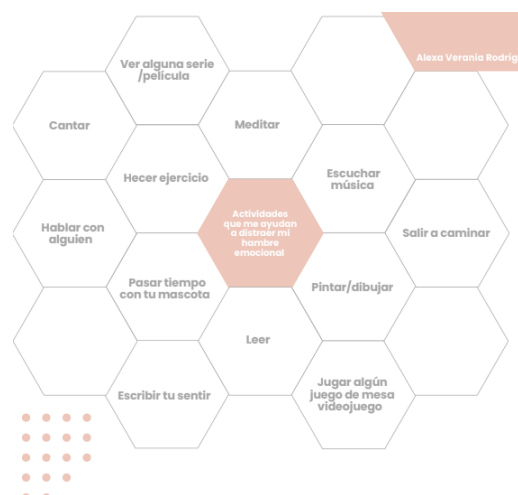 Alexa Verania
Ver alguna serie
/película
Cantar
Meditar
Hecer ejercicio
Escuchar
música
Hablar con
alguien
Actividades
que me ayudan
a distraer mi
hambre
emocional
Salir a caminar
Pasar tiempo
con tu mascota
Pintar/dibujar
Leer
Escribir tu sentir
Jugar algún
juego de mesa
videojuego